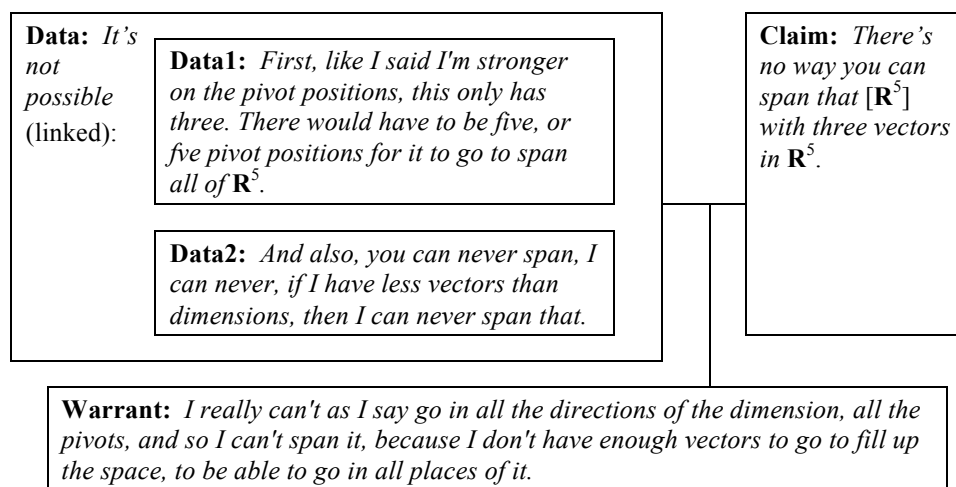 Data: It's
not
possible
(linked):
Data1: First, like I said I'm stronger
on the pivot positions, this only has
three. There would have to be five, or
fve pivot positions for it to go to span
all of R⁵.
Data2: And also, you can never span, I
can never, if I have less vectors than
dimensions, then I can never span that.
Claim: There's
no way you can
span that [R⁵]
with three vectors
in R⁵.
Warrant: I really can't as I say go in all the directions of the dimension, all the
pivots, and so I can't span it, because I don't have enough vectors to go to fill up
the space, to be able to go in all places of it.